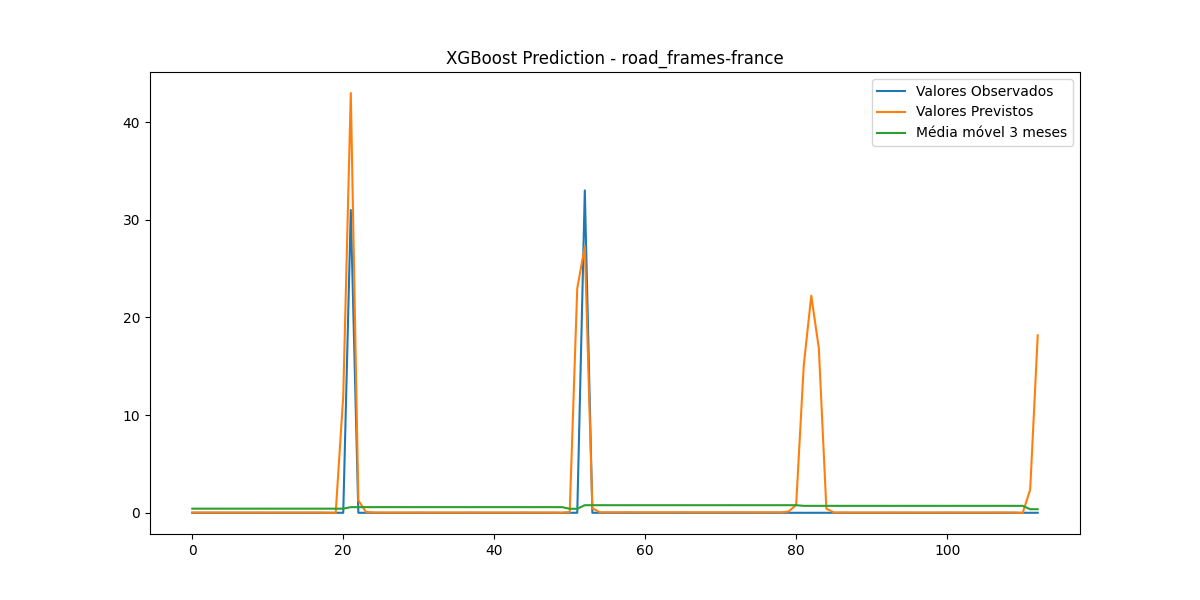 XGBoost Prediction - road_frames-france
Valores Observados
Valores Previstos
Média móvel 3 meses
40
30
20
10
0
0 20 40 60 80 100